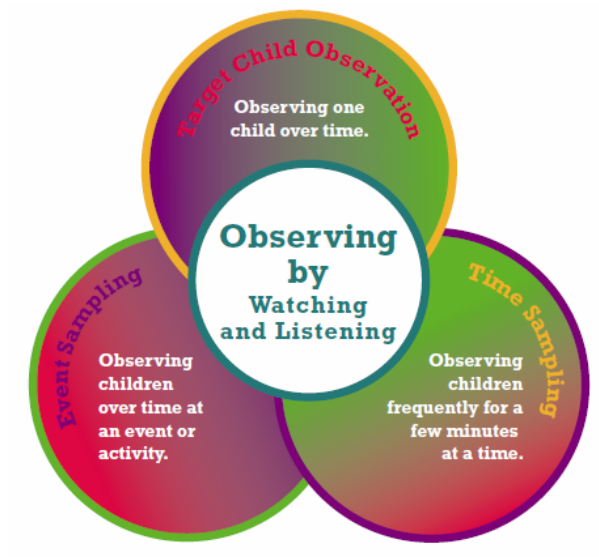 Target Child Observation
Observing one
child over time.
Observing
by
Watching
and Listening
Event Sampling
Observing
children
over time at
an event or
activity.
Time Sampling
Observing
children
frequently for a
few minutes
at a time.